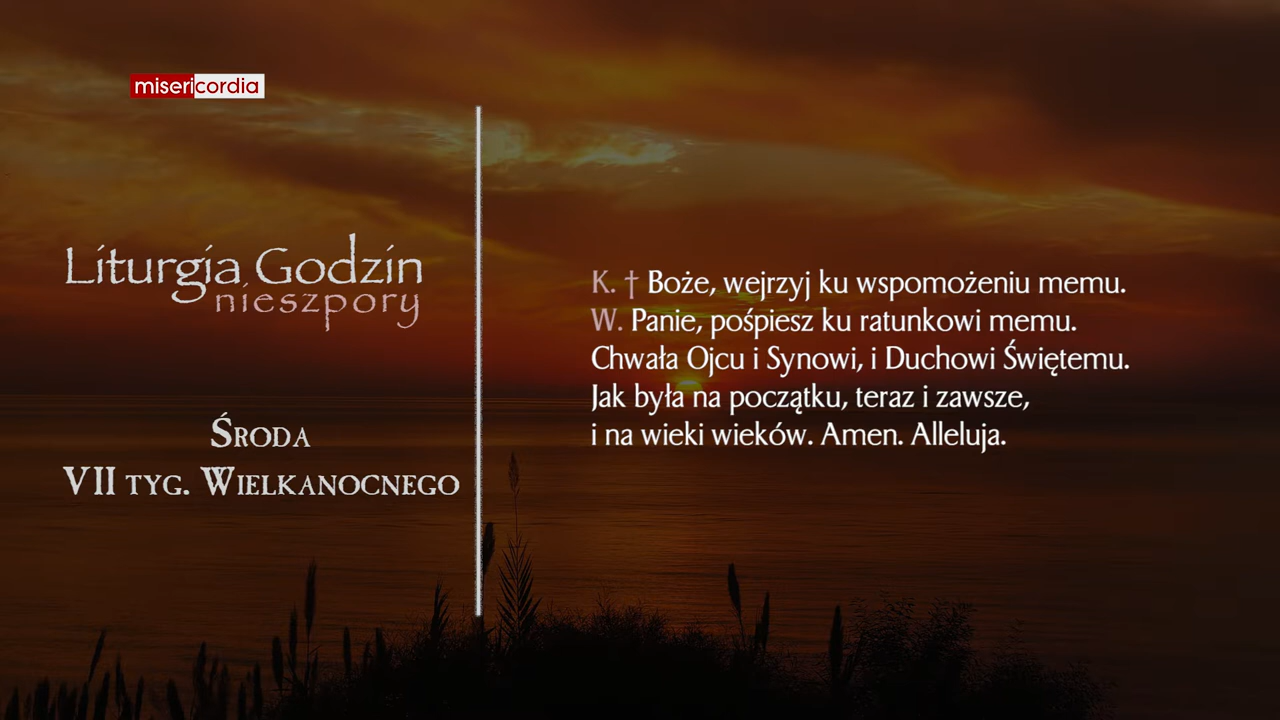 misericordia
Liturgia Godzin
nieszpory
Środa
VII tyg. Wielkanocnego
K. † Boże, wejrzyj ku wspomożeniu memu.
W. Panie, pośpiesz ku ratunkowi memu.
Chwała Ojcu i Synowi, i Duchowi Świętemu.
Jak była na początku, teraz i zawsze,
i na wieki wieków. Amen. Alleluja.